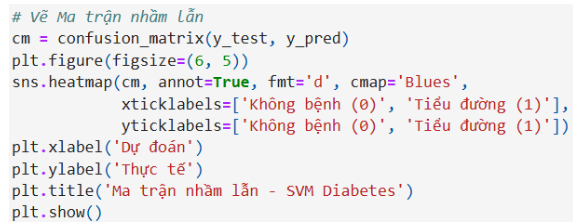 # Vẽ Ma trận nhầm lẫn
cm = confusion_matrix(y_test, y_pred)
plt.figure(figsize=(6, 5))
sns.heatmap(cm, annot=True, fmt='d', cmap='Blues',
            xticklabels=['Không bệnh (0)', 'Tiểu đường (1)'],
            yticklabels=['Không bệnh (0)', 'Tiểu đường (1)'])
plt.xlabel('Dự đoán')
plt.ylabel('Thực tế')
plt.title('Ma trận nhầm lẫn - SVM Diabetes')
plt.show()